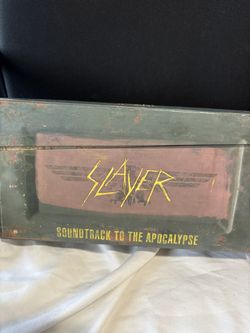 SLAYER
SOUNDTRACK TO THE APOCALYPSE